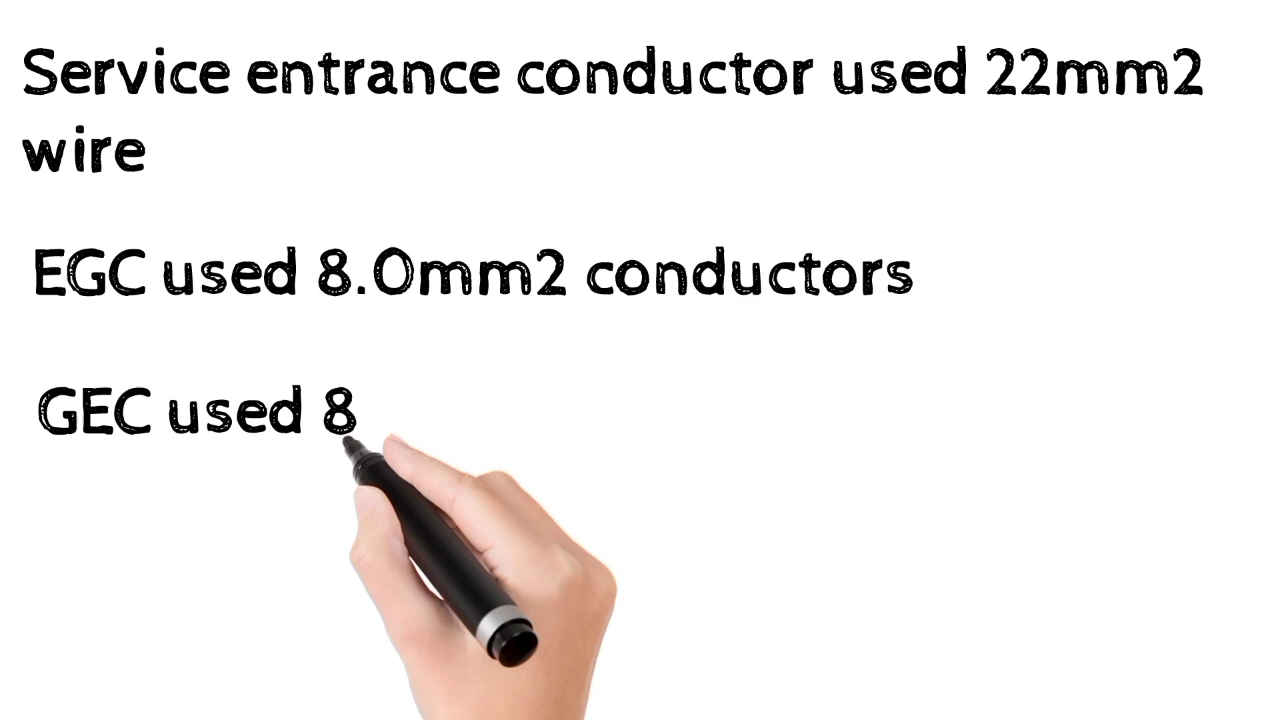 Service entrance conductor used 22mm2
wire
EGC used 8.0mm2 conductors
GEC used 8